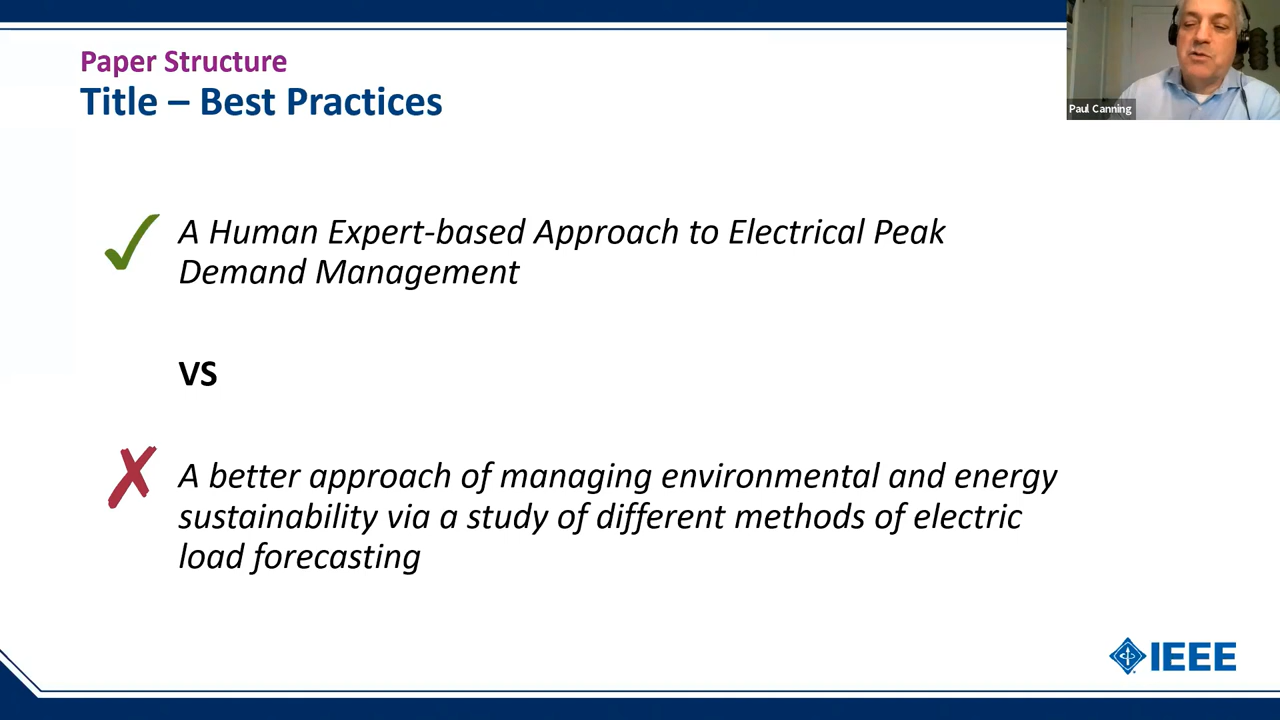 Paper Structure
Title – Best Practices
Paul Canning
A Human Expert-based Approach to Electrical Peak
Demand Management
VS
A better approach of managing environmental and energy
sustainability via a study of different methods of electric
load forecasting
IEEE